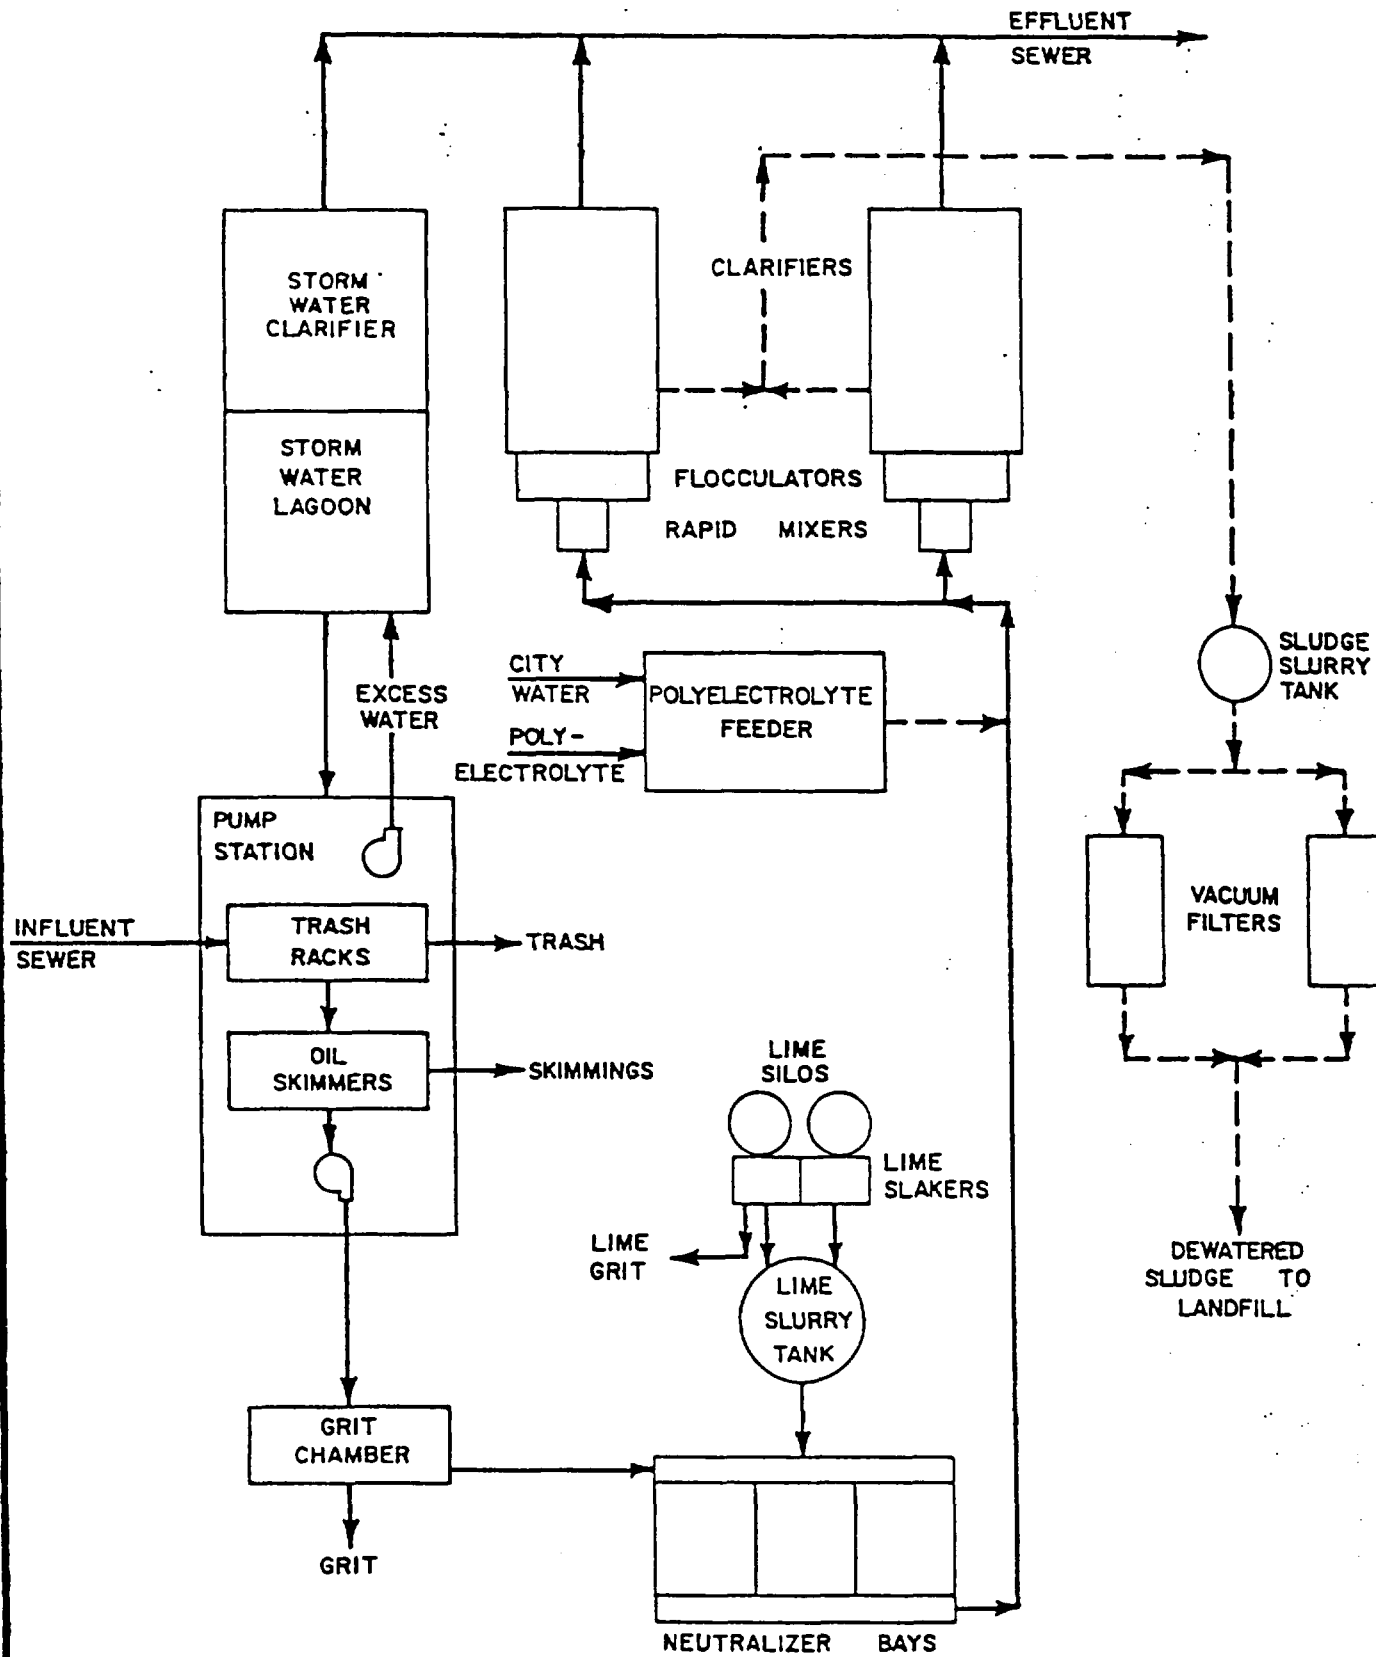 EFFLUENT
SEWER
STORM
WATER
CLARIFIER
CLARIFIERS
STORM
WATER
LAGOON
FLOCCULATORS
RAPID MIXERS
EXCESS
WATER
CITY
WATER
POLY-
ELECTROLYTE
POLYELECTROLYTE
FEEDER
SLUDGE
SLURRY
TANK
PUMP
STATION
INFLUENT
SEWER
TRASH
RACKS
TRASH
VACUUM
FILTERS
OIL
SKIMMERS
SKIMMINGS
LIME
SILOS
LIME
SLAKERS
LIME
GRIT
LIME
SLURRY
TANK
DEWATERED
SLUDGE TO
LANDFILL
GRIT
CHAMBER
GRIT
NEUTRALIZER BAYS